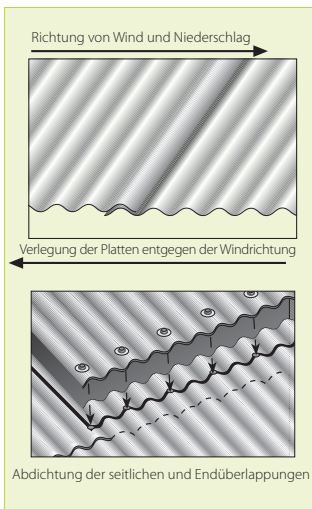 Richtung von Wind und Niederschlag
Verlegung der Platten entgegen der Windrichtung
Abdichtung der seitlichen und Endüberlappungen